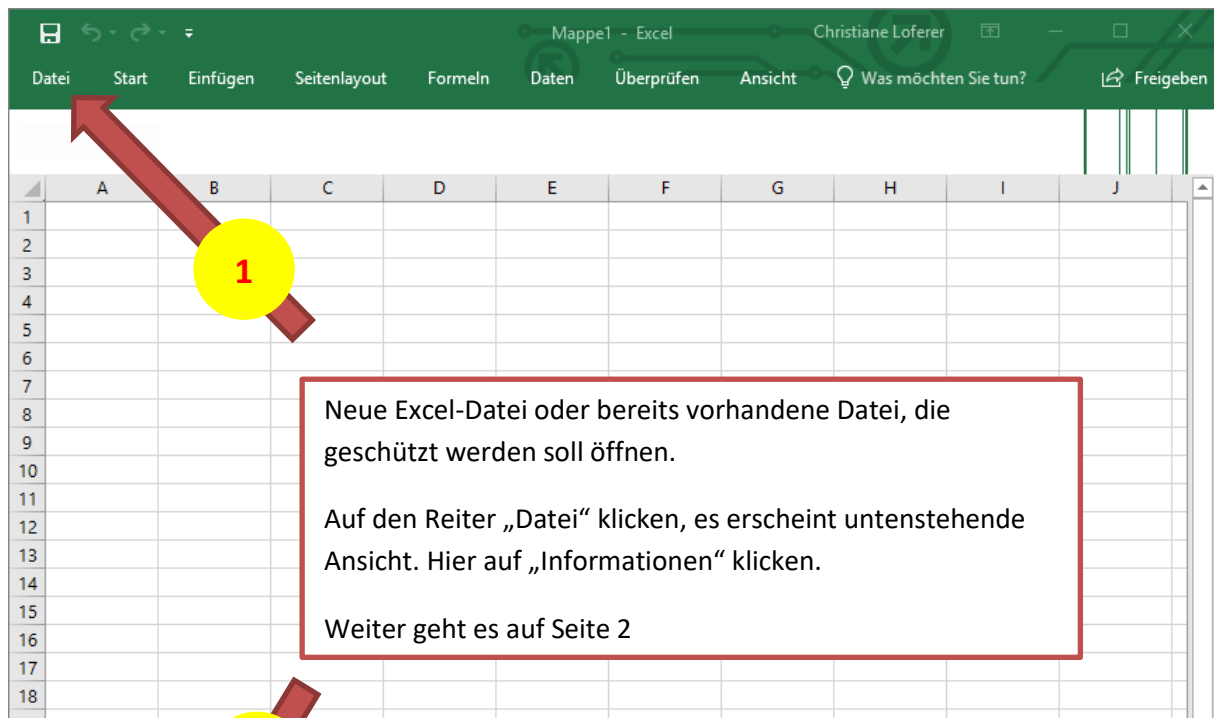 Mappe1 - Excel
Christiane Loferer
Datei Start Einfügen Seitenlayout Formeln Daten Überprüfen Ansicht Was möchten Sie tun? Freigeben
A B C D E F G H I J
1
2
3
4
5
6
7
8
9
10
11
12
13
14
15
16
17
18
1
Neue Excel-Datei oder bereits vorhandene Datei, die
geschützt werden soll öffnen.
Auf den Reiter „Datei“ klicken, es erscheint untenstehende
Ansicht. Hier auf „Informationen“ klicken.
Weiter geht es auf Seite 2